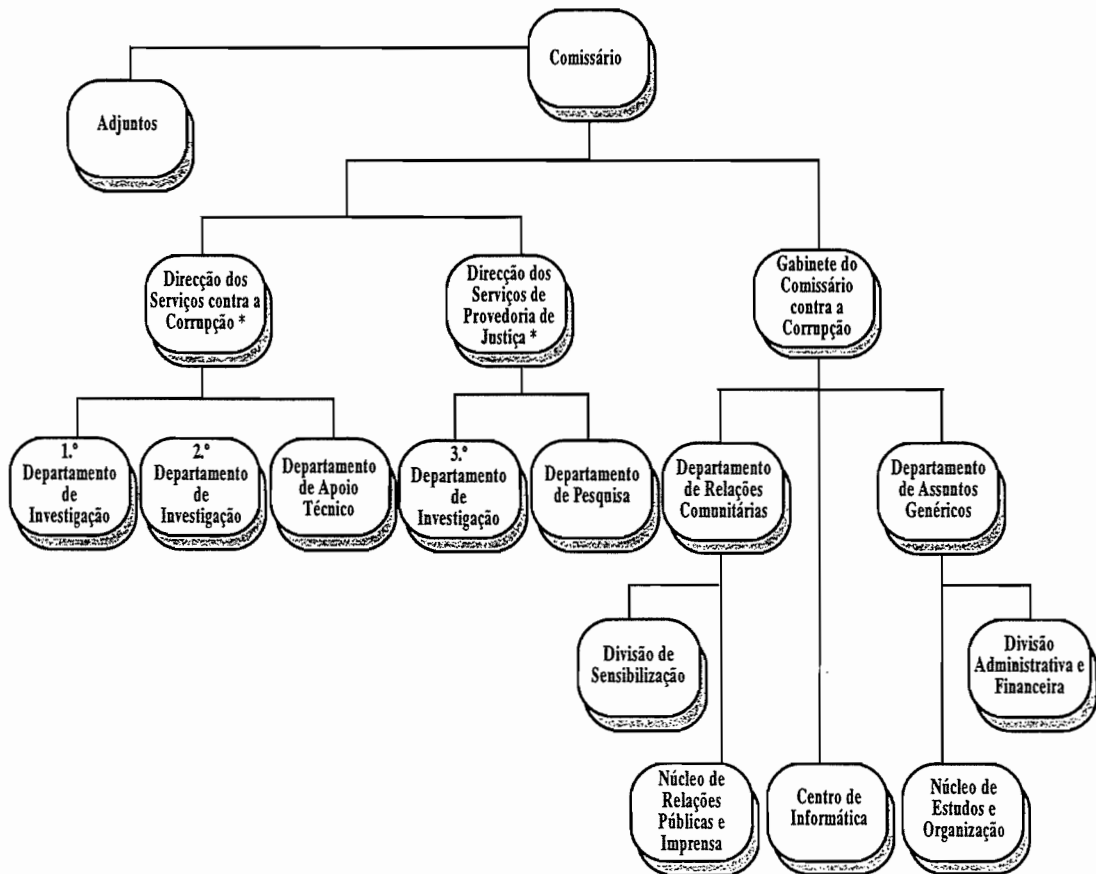 Comissário
Adjuntos
Direcção dos
Serviços contra a
Corrupção *
Direcção dos
Serviços de
Provedoria de
Justiça *
Gabinete do
Comissário
contra a
Corrupção
1.º
Departamento
de
Investigação
2.º
Departamento
de
Investigação
Departamento
de Apoio
Técnico
3.º
Departamento
de
Investigação
Departamento
de Pesquisa
Departamento
de Relações
Comunitárias
Departamento
de Assuntos
Genéricos
Divisão de
Sensibilização
Divisão
Administrativa e
Financeira
Núcleo de
Relações
Públicas e
Imprensa
Centro de
Informática
Núcleo de
Estudos e
Organização